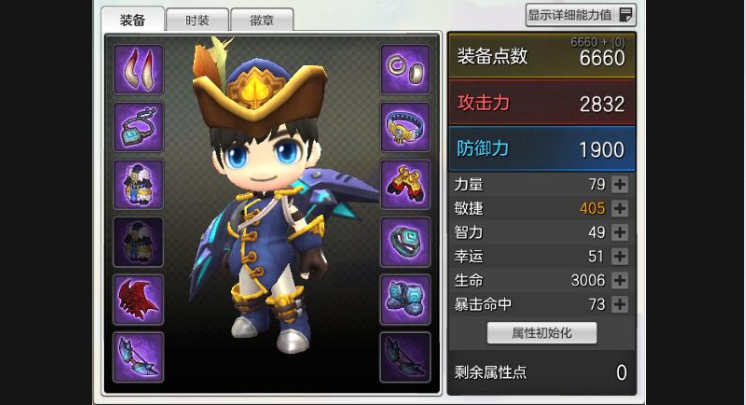 装备 时装 徽章 显示详细能力值
6660 + (0)
装备点数 6660
攻击力 2832
防御力 1900
力量 79
敏捷 405
智力 49
幸运 51
生命 3006
暴击命中 73
属性初始化
剩余属性点 0